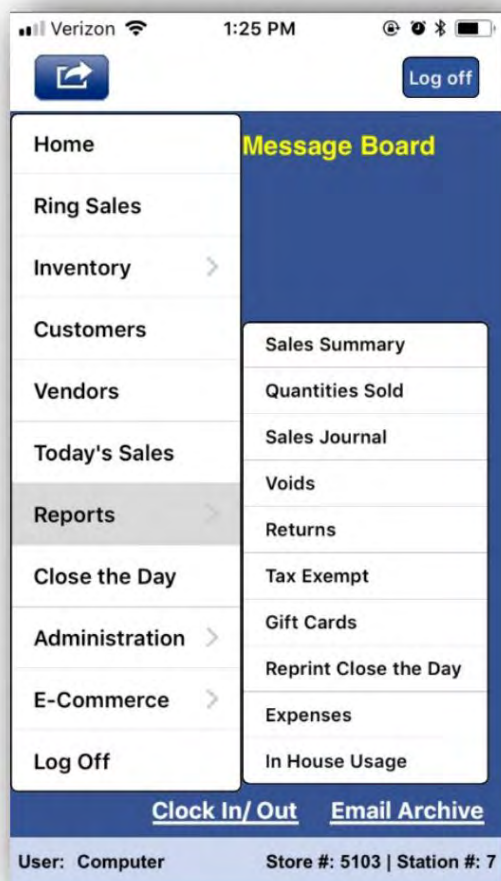 Verizon 1:25 PM
Log off
Message Board
Home
Ring Sales
Inventory
Customers
Vendors
Today's Sales
Reports
Close the Day
Administration
E-Commerce
Log Off
Sales Summary
Quantities Sold
Sales Journal
Voids
Returns
Tax Exempt
Gift Cards
Reprint Close the Day
Expenses
In House Usage
Clock In/ Out Email Archive
User: Computer Store #: 5103 | Station #: 7